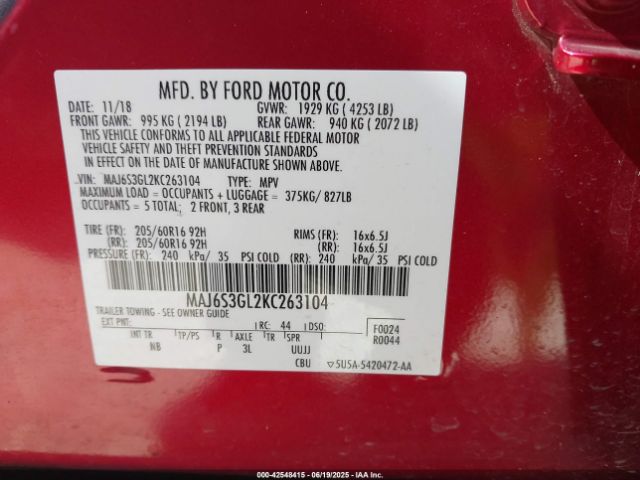 MFD. BY FORD MOTOR CO.
DATE: 11/18 GVWR: 1929 KG ( 4253 LB)
FRONT GAWR: 995 KG ( 2194 LB) REAR GAWR: 940 KG ( 2072 LB)
THIS VEHICLE CONFORMS TO ALL APPLICABLE FEDERAL MOTOR
VEHICLE SAFETY AND THEFT PREVENTION STANDARDS
IN EFFECT ON THE DATE OF MANUFACTURE SHOWN ABOVE.
VIN: MAJ6S3GL2KC263104 TYPE: MPV
MAXIMUM LOAD = OCCUPANTS + LUGGAGE = 375KG/ 827LB
OCCUPANTS = 5 TOTAL; 2 FRONT, 3 REAR
TIRE (FR): 205/60R16 92H RIMS (FR): 16x6.5J
(RR): 205/60R16 92H (RR): 16x6.5J
PRESSURE (FR): 240 kPa/ 35 PSI COLD (RR): 240 kPa/ 35 PSI COLD
MAJ6S3GL2KC263104
TRAILER TOWING - SEE OWNER GUIDE
EXT PNT: RC: 44 DSO: F0024
R0044
INT TR TP/PS R AXLE TR SPR
NB P 3L UUJJ
CBU ▽5U5A-5420472-AA
000-42548415 - 06/19/2025 - IAA Inc.